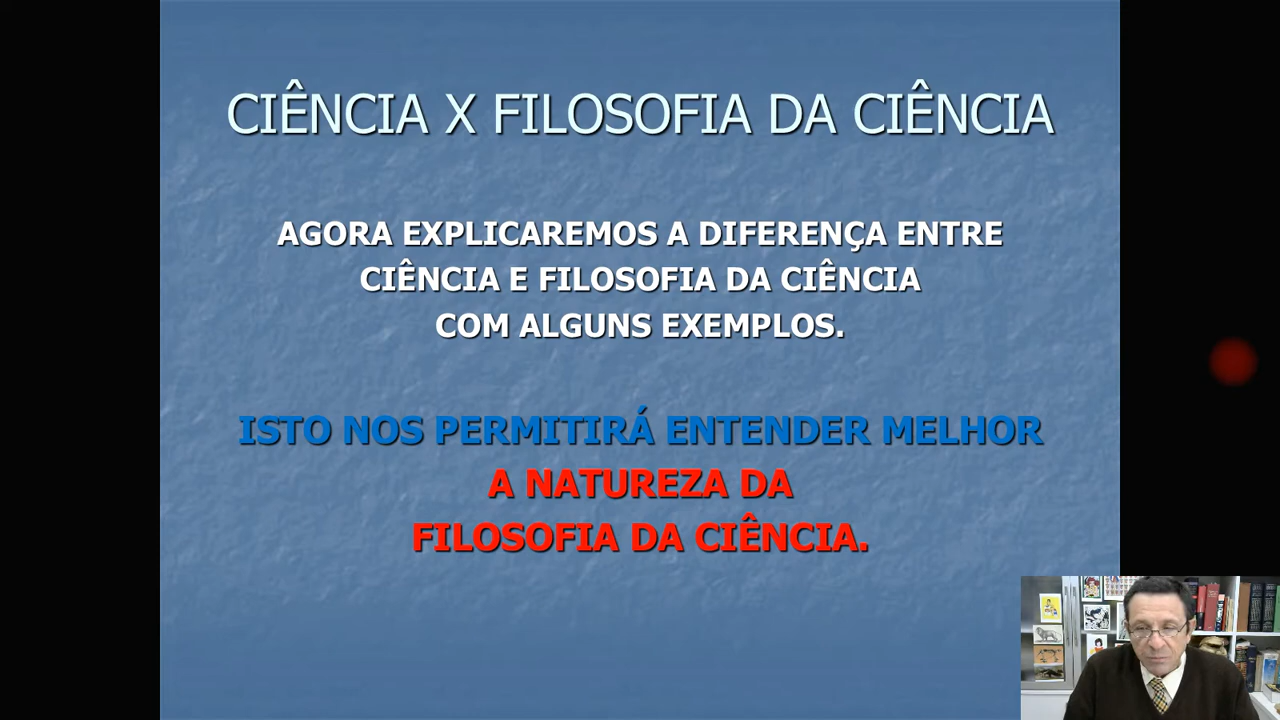 CIÊNCIA X FILOSOFIA DA CIÊNCIA
AGORA EXPLICAREMOS A DIFERENÇA ENTRE
CIÊNCIA E FILOSOFIA DA CIÊNCIA
COM ALGUNS EXEMPLOS.
ISTO NOS PERMITIRÁ ENTENDER MELHOR
A NATUREZA DA
FILOSOFIA DA CIÊNCIA.